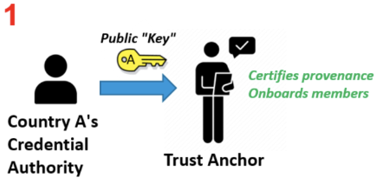 1
Public "Key"
A
Certifies provenance
Onboards members
Country A's
Credential
Authority
Trust Anchor